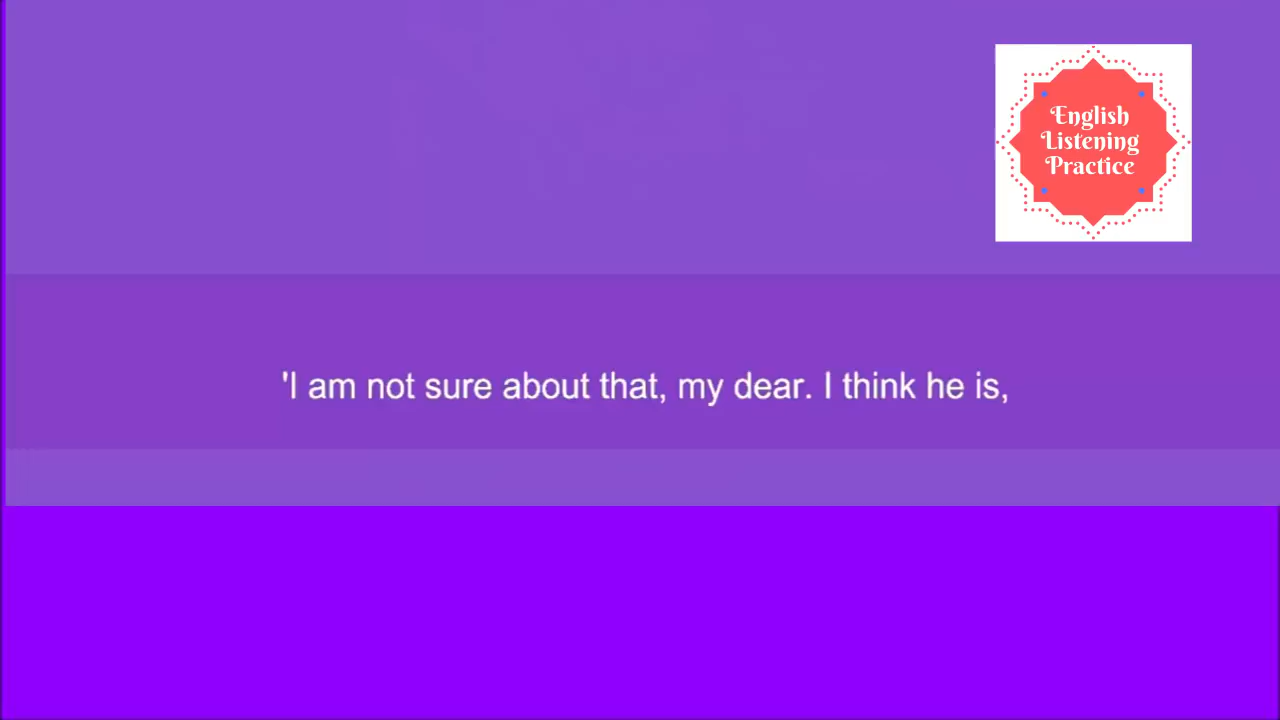 English
Listening
Practice
'I am not sure about that, my dear. I think he is,